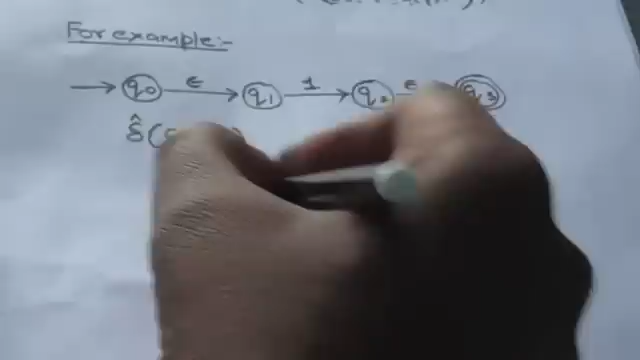 For example:-
→ q0 ε → q1 1 → q2 ε q3
δ̂(